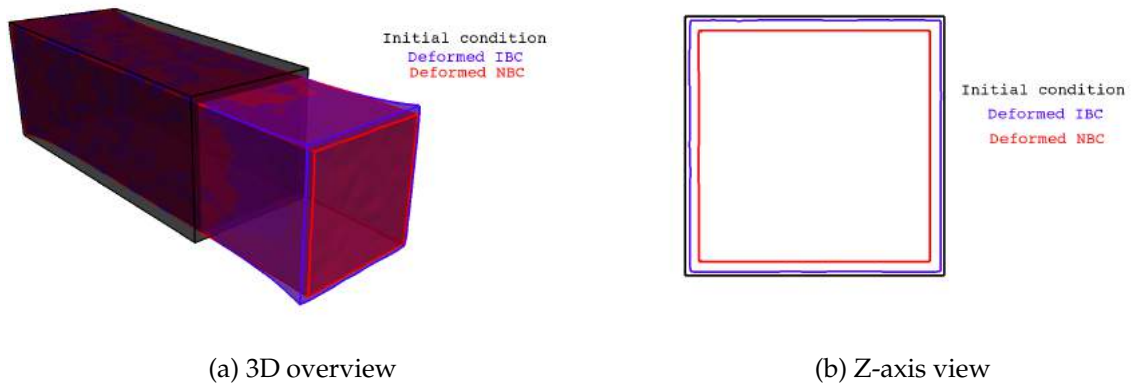 Initial condition
Deformed IBC
Deformed NBC
Initial condition
Deformed IBC
Deformed NBC
(a) 3D overview
(b) Z-axis view